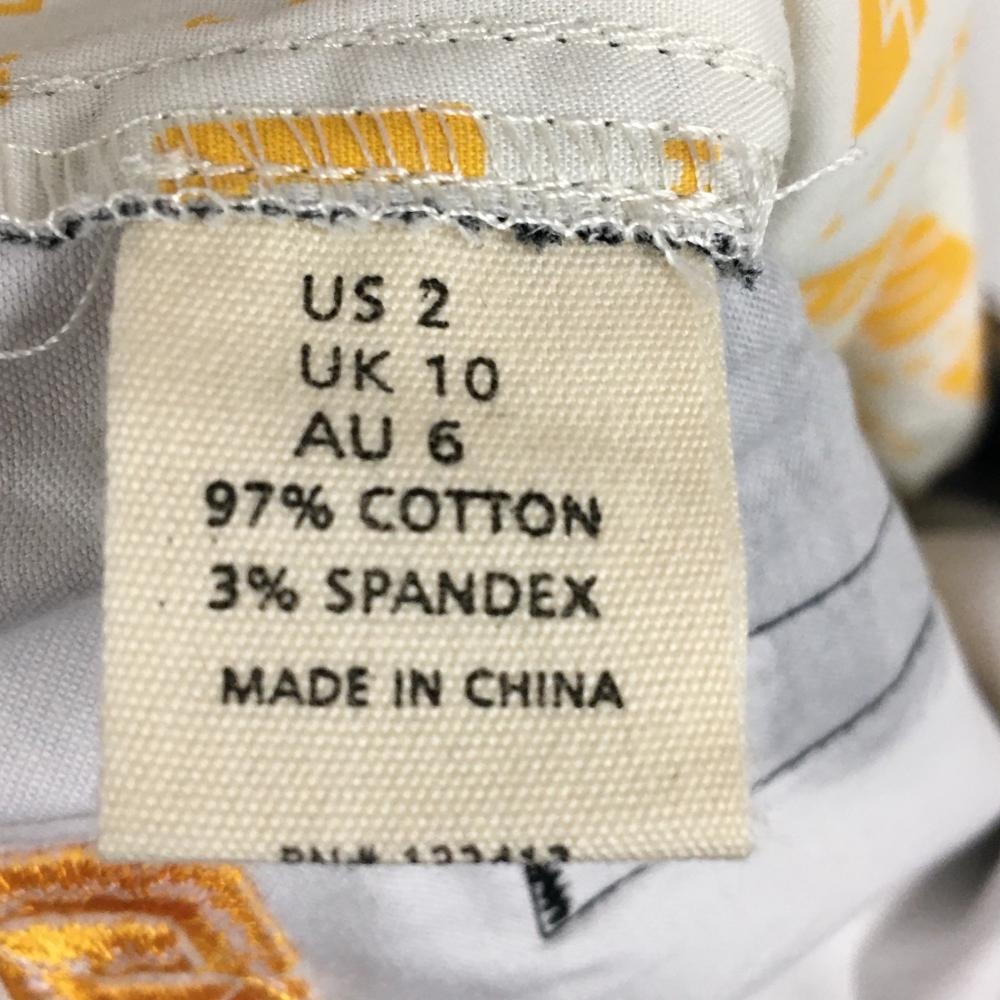 US 2
UK 10
AU 6
97% COTTON
3% SPANDEX
MADE IN CHINA